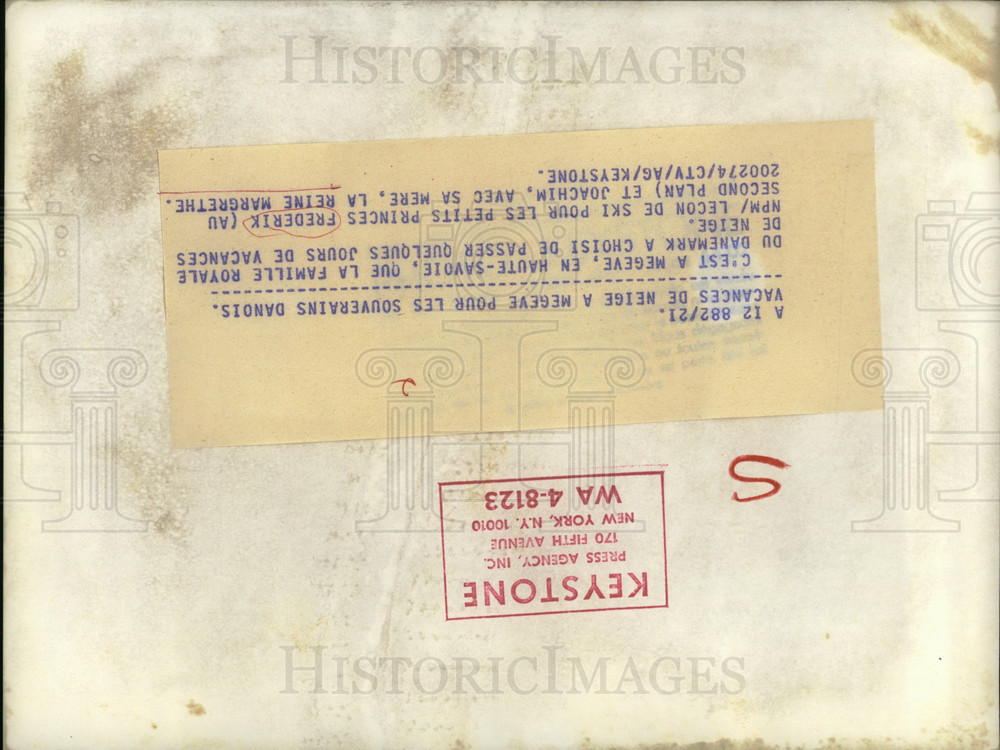 HISTORICIMAGES
A I2 882/2I.
VACANCES DE NEIGE A MEGEVE POUR LES SOUVERAINS DANOIS.
C'EST A MEGEVE, EN HAUTE-SAVOIE, QUE LA FAMILLE ROYALE
DU DANEMARK A CHOISI DE PASSER QUELQUES JOURS DE VACANCES
DE NEIGE.
NPM/ LECON DE SKI POUR LES PETITS PRINCES FREDERIK (AU
SECOND PLAN) ET JOACHIM, AVEC SA MERE, LA REINE MARGRETHE.
200274/CTV/AG/KEYSTONE.
S
KEYSTONE
PRESS AGENCY, INC.
170 FIFTH AVENUE
NEW YORK, N.Y. 10010
WA 4-8123
HISTORICIMAGES